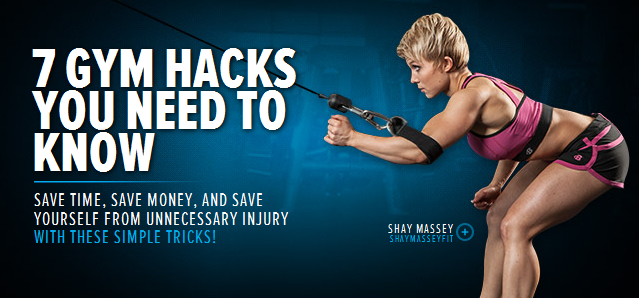 7 GYM HACKS
YOU NEED TO
KNOW
SAVE TIME, SAVE MONEY, AND SAVE
YOURSELF FROM UNNECESSARY INJURY
WITH THESE SIMPLE TRICKS!
SHAY MASSEY
SHAYMASSEYFIT